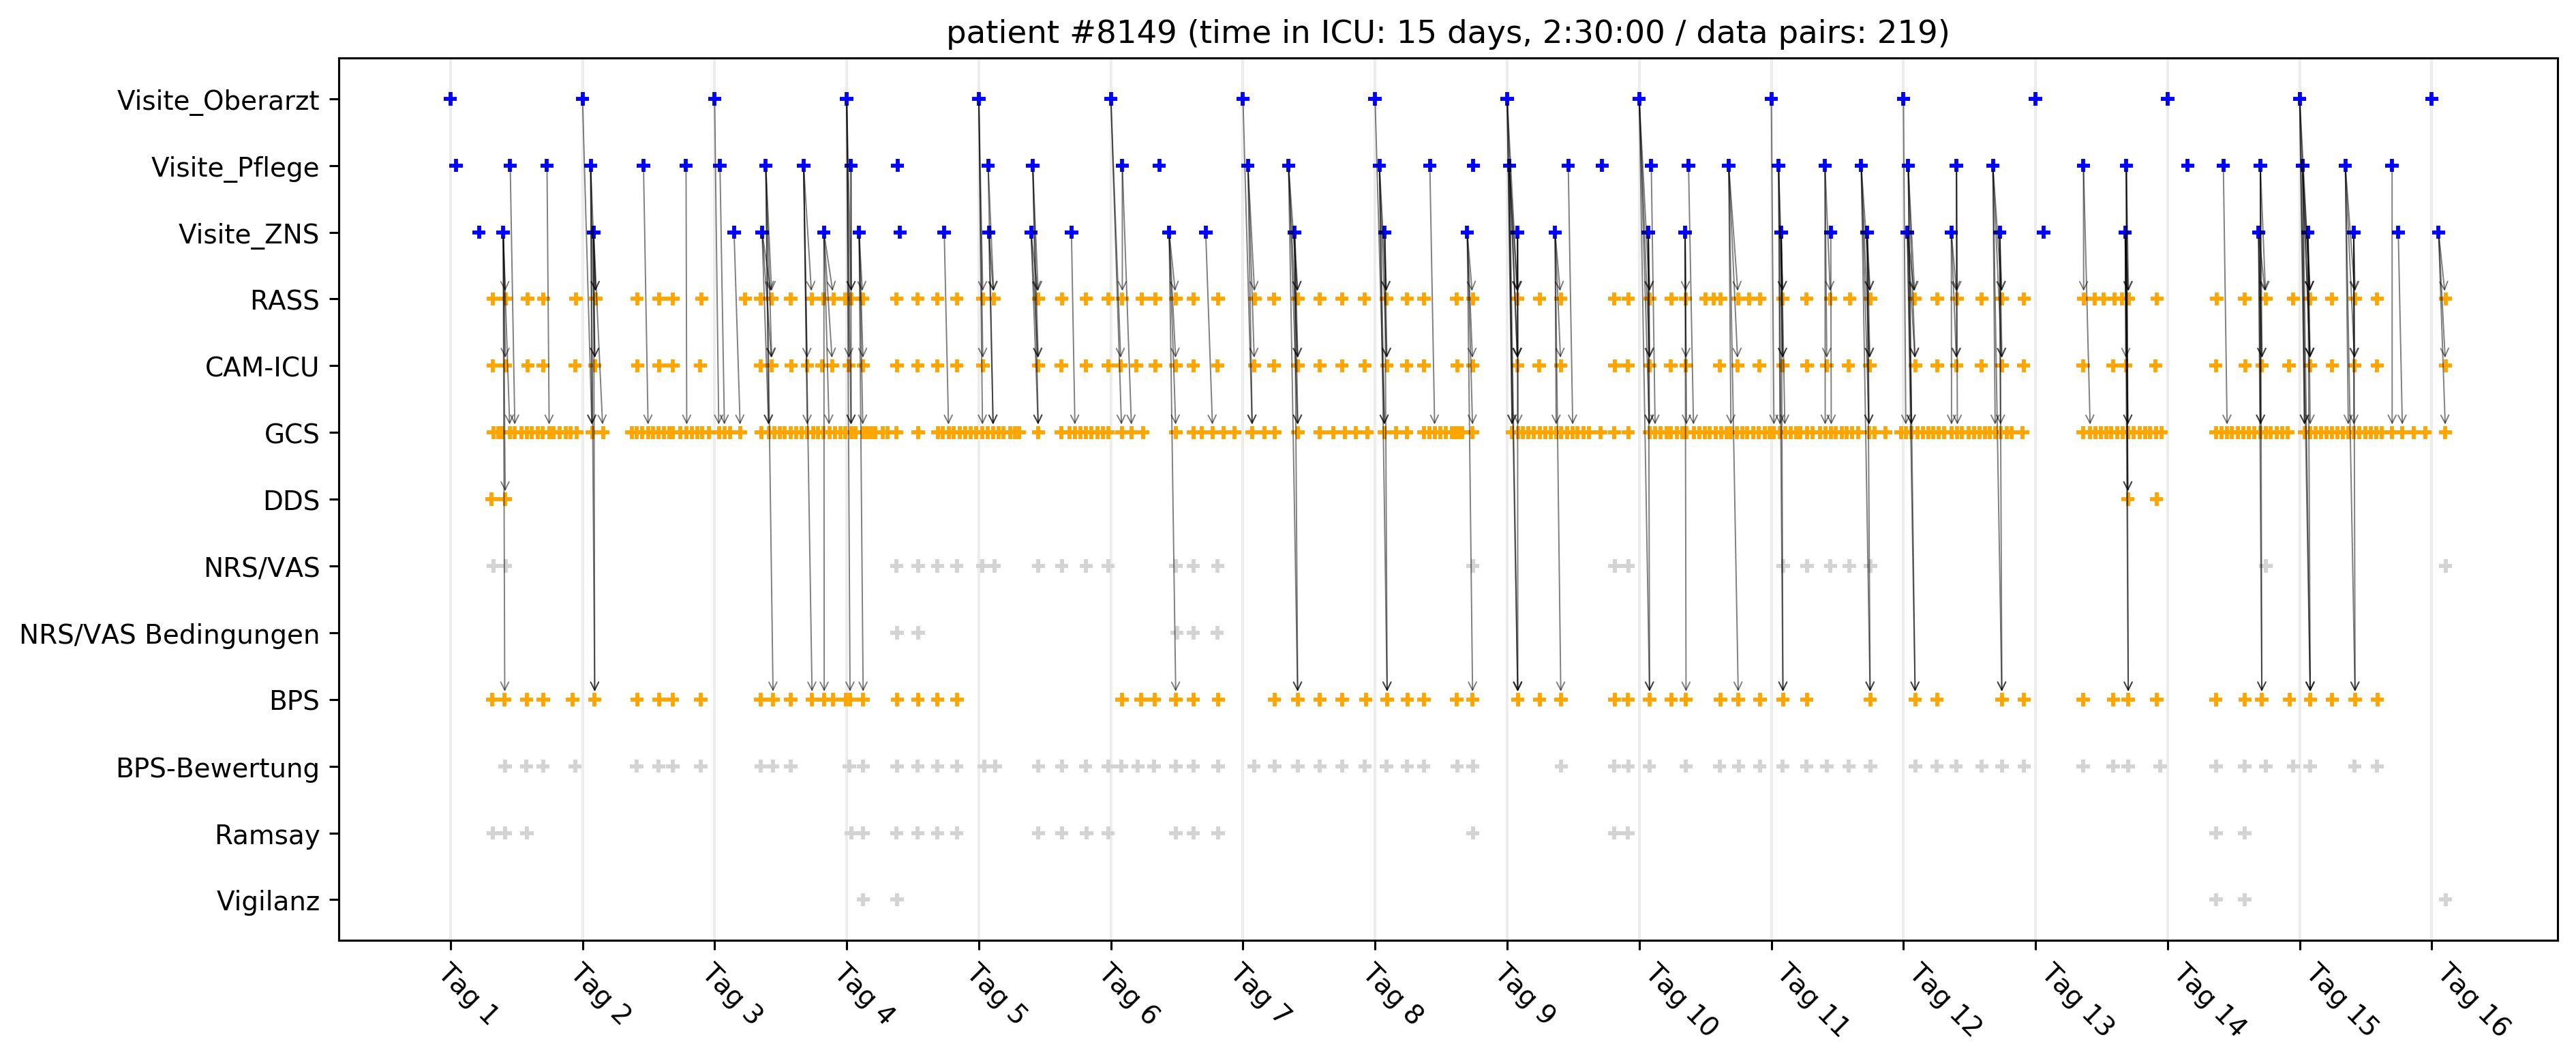 patient #8149 (time in ICU: 15 days, 2:30:00 / data pairs: 219)
Visite_Oberarzt
Visite_Pflege
Visite_ZNS
RASS
CAM-ICU
GCS
DDS
NRS/VAS
NRS/VAS Bedingungen
BPS
BPS-Bewertung
Ramsay
Vigilanz
Tag 1
Tag 2
Tag 3
Tag 4
Tag 5
Tag 6
Tag 7
Tag 8
Tag 9
Tag 10
Tag 11
Tag 12
Tag 13
Tag 14
Tag 15
Tag 16